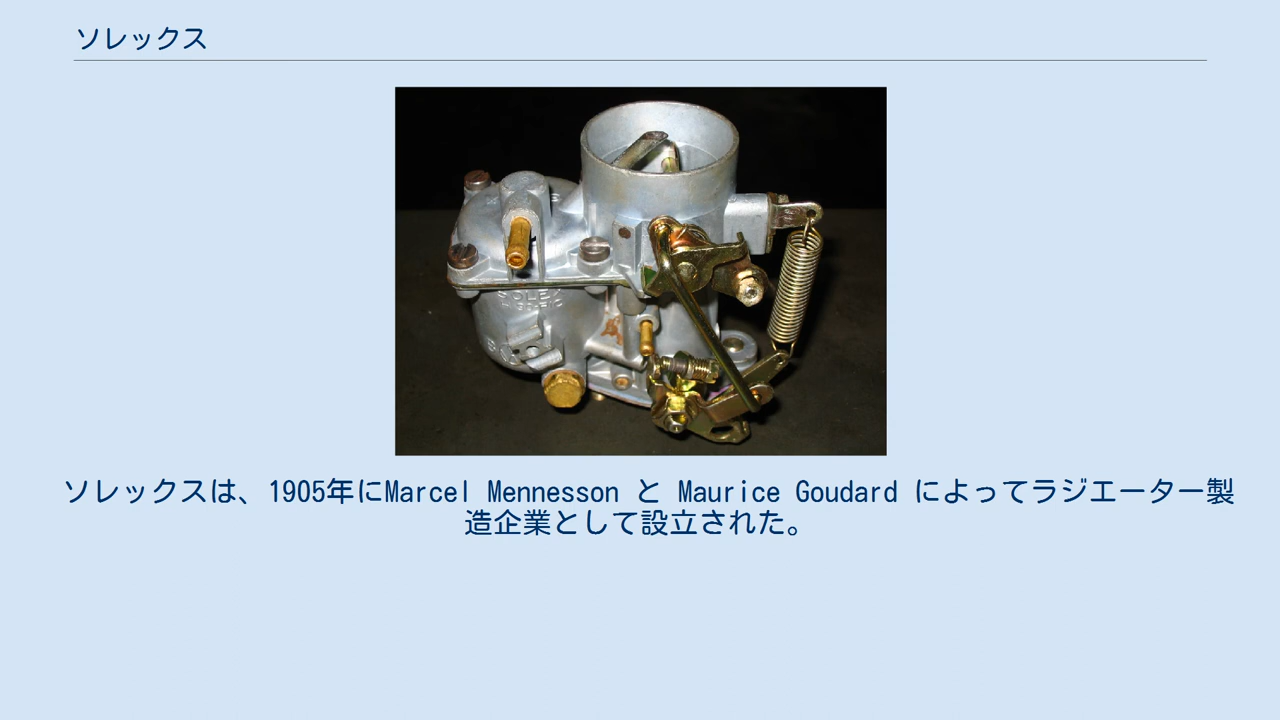 ソレックス
SOLEX
ソレックスは、1905年にMarcel Mennesson と Maurice Goudard によってラジエーター製
造企業として設立された。